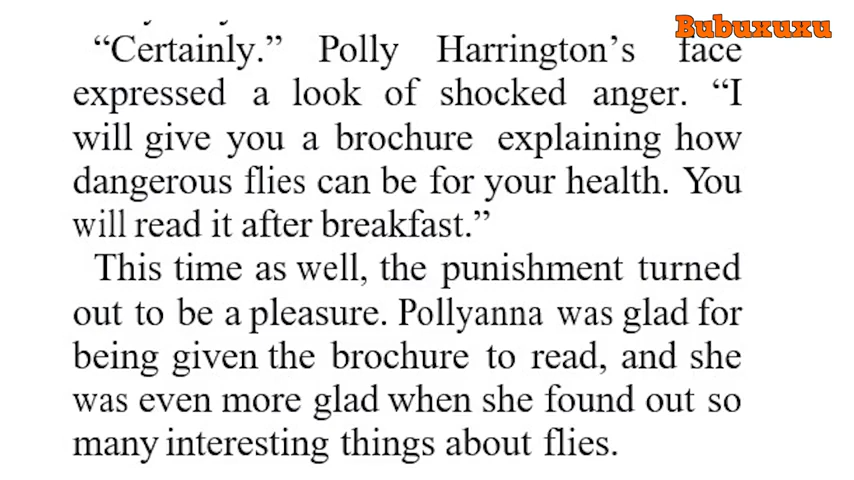 Bubuxuxu
“Certainly.” Polly Harrington’s face
expressed a look of shocked anger. “I
will give you a brochure explaining how
dangerous flies can be for your health. You
will read it after breakfast.”
This time as well, the punishment turned
out to be a pleasure. Pollyanna was glad for
being given the brochure to read, and she
was even more glad when she found out so
many interesting things about flies.